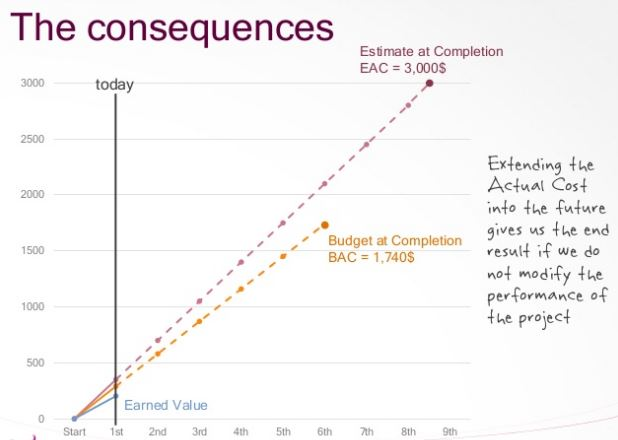 The consequences
Estimate at Completion
EAC = 3,000$
today
3000
2500
2000
1500
1000
500
0
Budget at Completion
BAC = 1,740$
Earned Value
Start 1st 2nd 3rd 4th 5th 6th 7th 8th 9th
Extending the
Actual Cost
into the future
gives us the end
result if we do
not modify the
performance of
the project